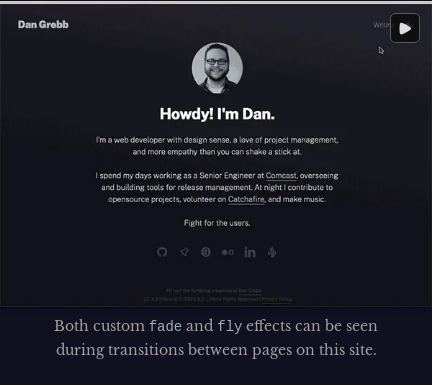 Dan Grebb
Howdy! I'm Dan.
I'm a web developer with design sense, a love of project management,
and more empathy than you can shake a stick at.
I spend my days working as a Senior Engineer at Comcast, overseeing
and building tools for release management. At night I contribute to
opensource projects, volunteer on Catchafire, and make music.
Fight for the users.
Both custom fade and fly effects can be seen
during transitions between pages on this site.